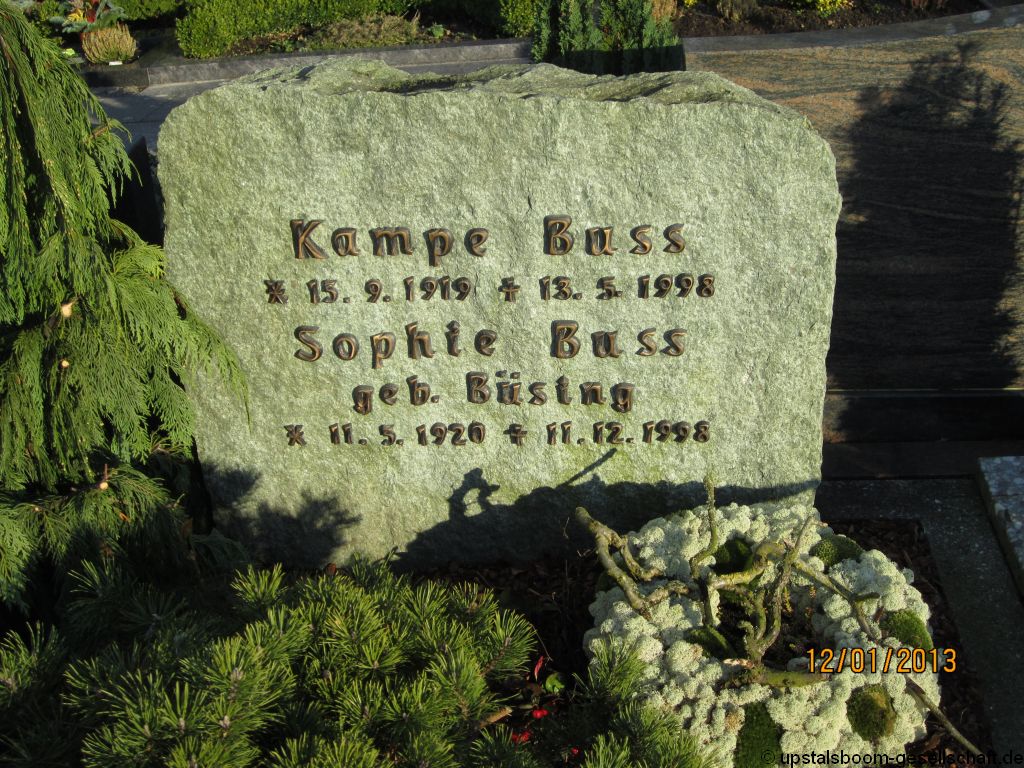 Kampe Buss
* 15. 9. 1919 ✝ 13. 5. 1998
Sophie Buss
geb. Büsing
* 11. 5. 1920 ✝ 11. 12. 1998
12/01/2013
© upstalsboom-gesellschaft.de